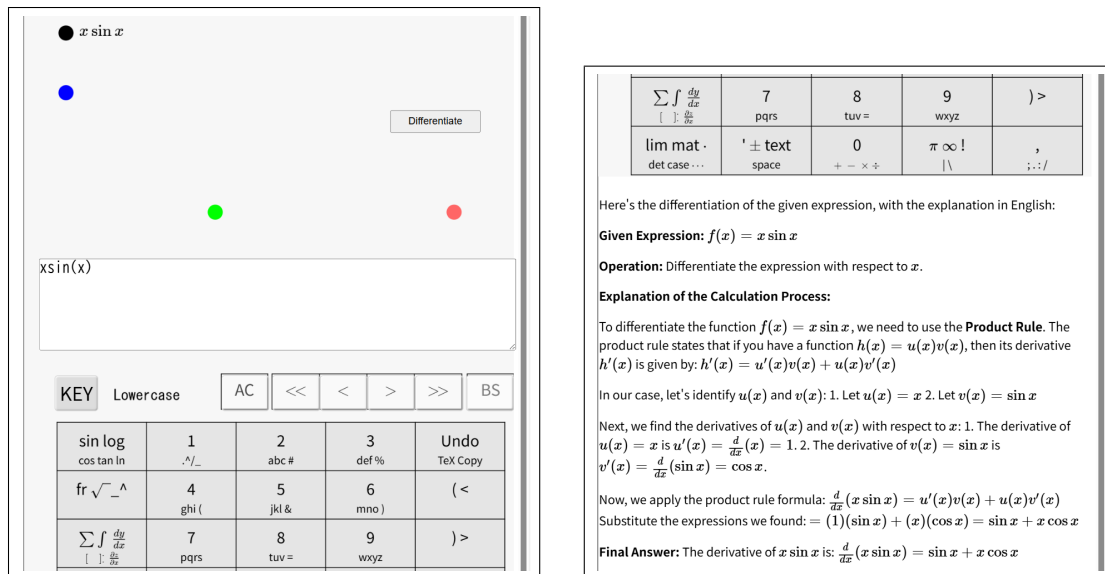 x sin x
Differentiate
xsin(x)
KEY Lowercase AC << < > >> BS
sin log 1 2 3 Undo
cos tan ln .^/_ abc # def % TeX Copy
fr √‾_^ 4 5 6 ( <
ghi ( jkl & mno )
∑ ∫ dy/dx 7 8 9 ) >
[ ]: ∂z/∂x pqrs tuv = wxyz
∑ ∫ dy/dx 7 8 9 ) >
[ ]: ∂z/∂x pqrs tuv = wxyz
lim mat · ' ± text 0 π ∞ ! ,
det case ··· space + − × ÷ | \ ; . : /
Here's the differentiation of the given expression, with the explanation in English:
Given Expression: f(x) = x sin x
Operation: Differentiate the expression with respect to x.
Explanation of the Calculation Process:
To differentiate the function f(x) = x sin x, we need to use the Product Rule. The
product rule states that if you have a function h(x) = u(x)v(x), then its derivative
h′(x) is given by: h′(x) = u′(x)v(x) + u(x)v′(x)
In our case, let's identify u(x) and v(x): 1. Let u(x) = x 2. Let v(x) = sin x
Next, we find the derivatives of u(x) and v(x) with respect to x: 1. The derivative of
u(x) = x is u′(x) = d/dx (x) = 1. 2. The derivative of v(x) = sin x is
v′(x) = d/dx (sin x) = cos x.
Now, we apply the product rule formula: d/dx (x sin x) = u′(x)v(x) + u(x)v′(x)
Substitute the expressions we found: = (1)(sin x) + (x)(cos x) = sin x + x cos x
Final Answer: The derivative of x sin x is: d/dx (x sin x) = sin x + x cos x